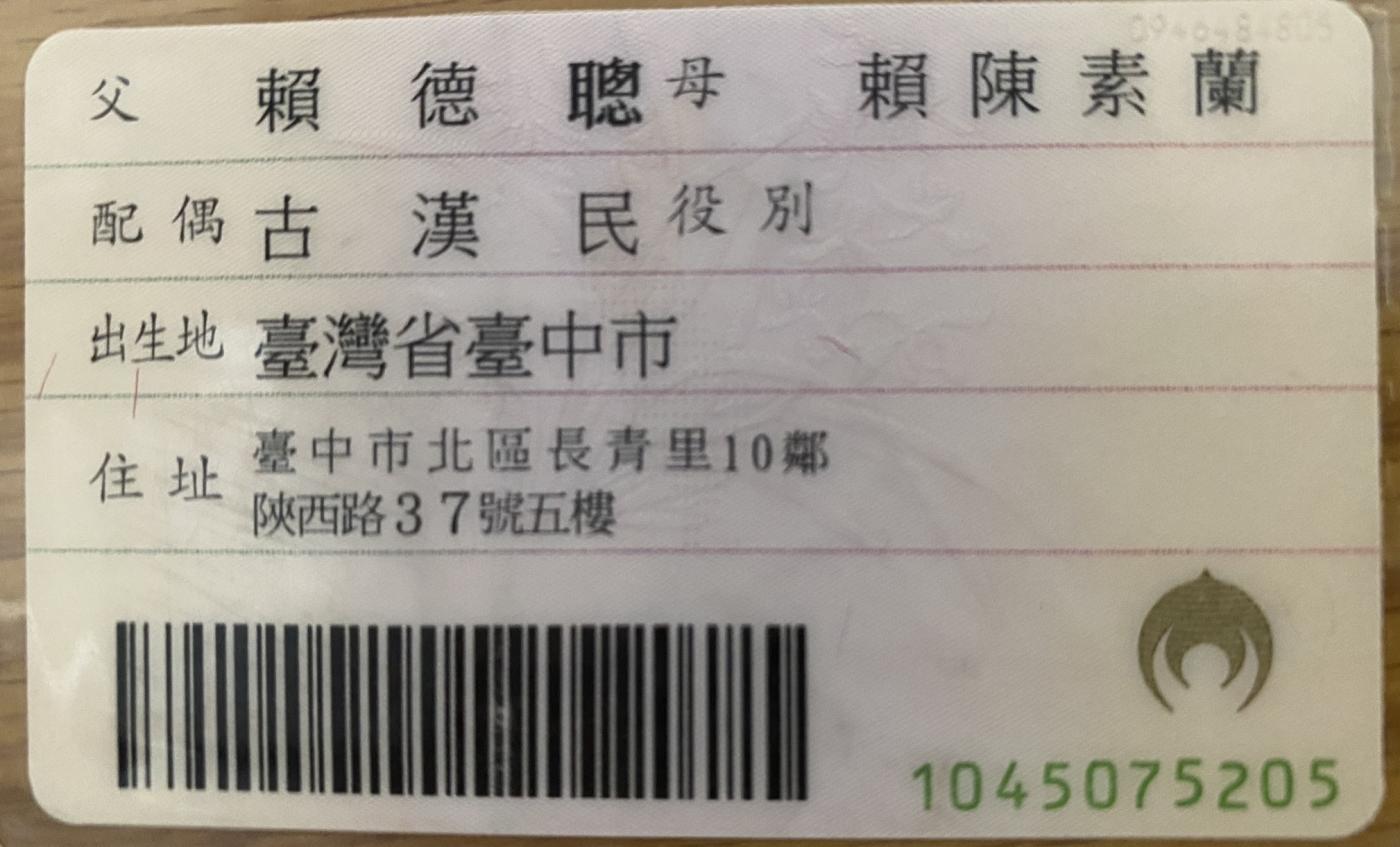 父 賴德聰 母 賴陳素蘭
配偶 古漢民 役別
出生地 臺灣省臺中市
住址 臺中市北區長青里10鄰
陝西路37號五樓
1045075205